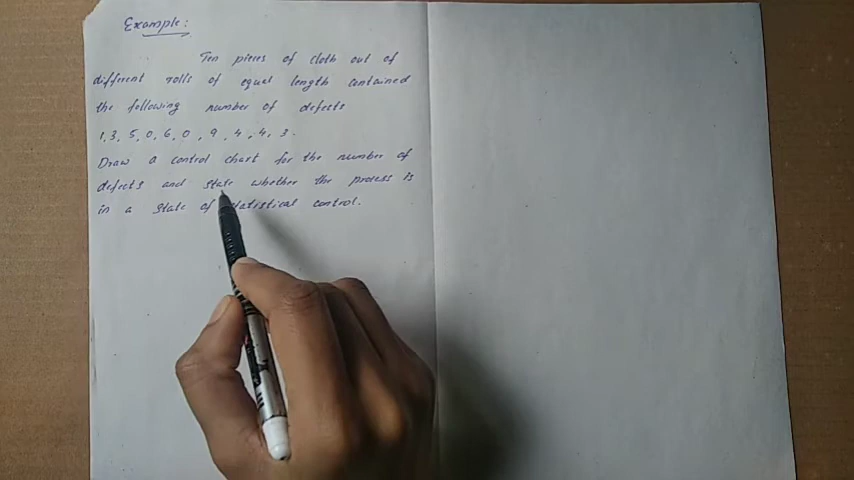 Example:
Ten pieces of cloth out of
different rolls of equal length contained
the following number of defects
1, 3, 5, 0, 6, 0, 9, 4, 4, 3.
Draw a control chart for the number of
defects and state whether the process is
in a state of statistical control.